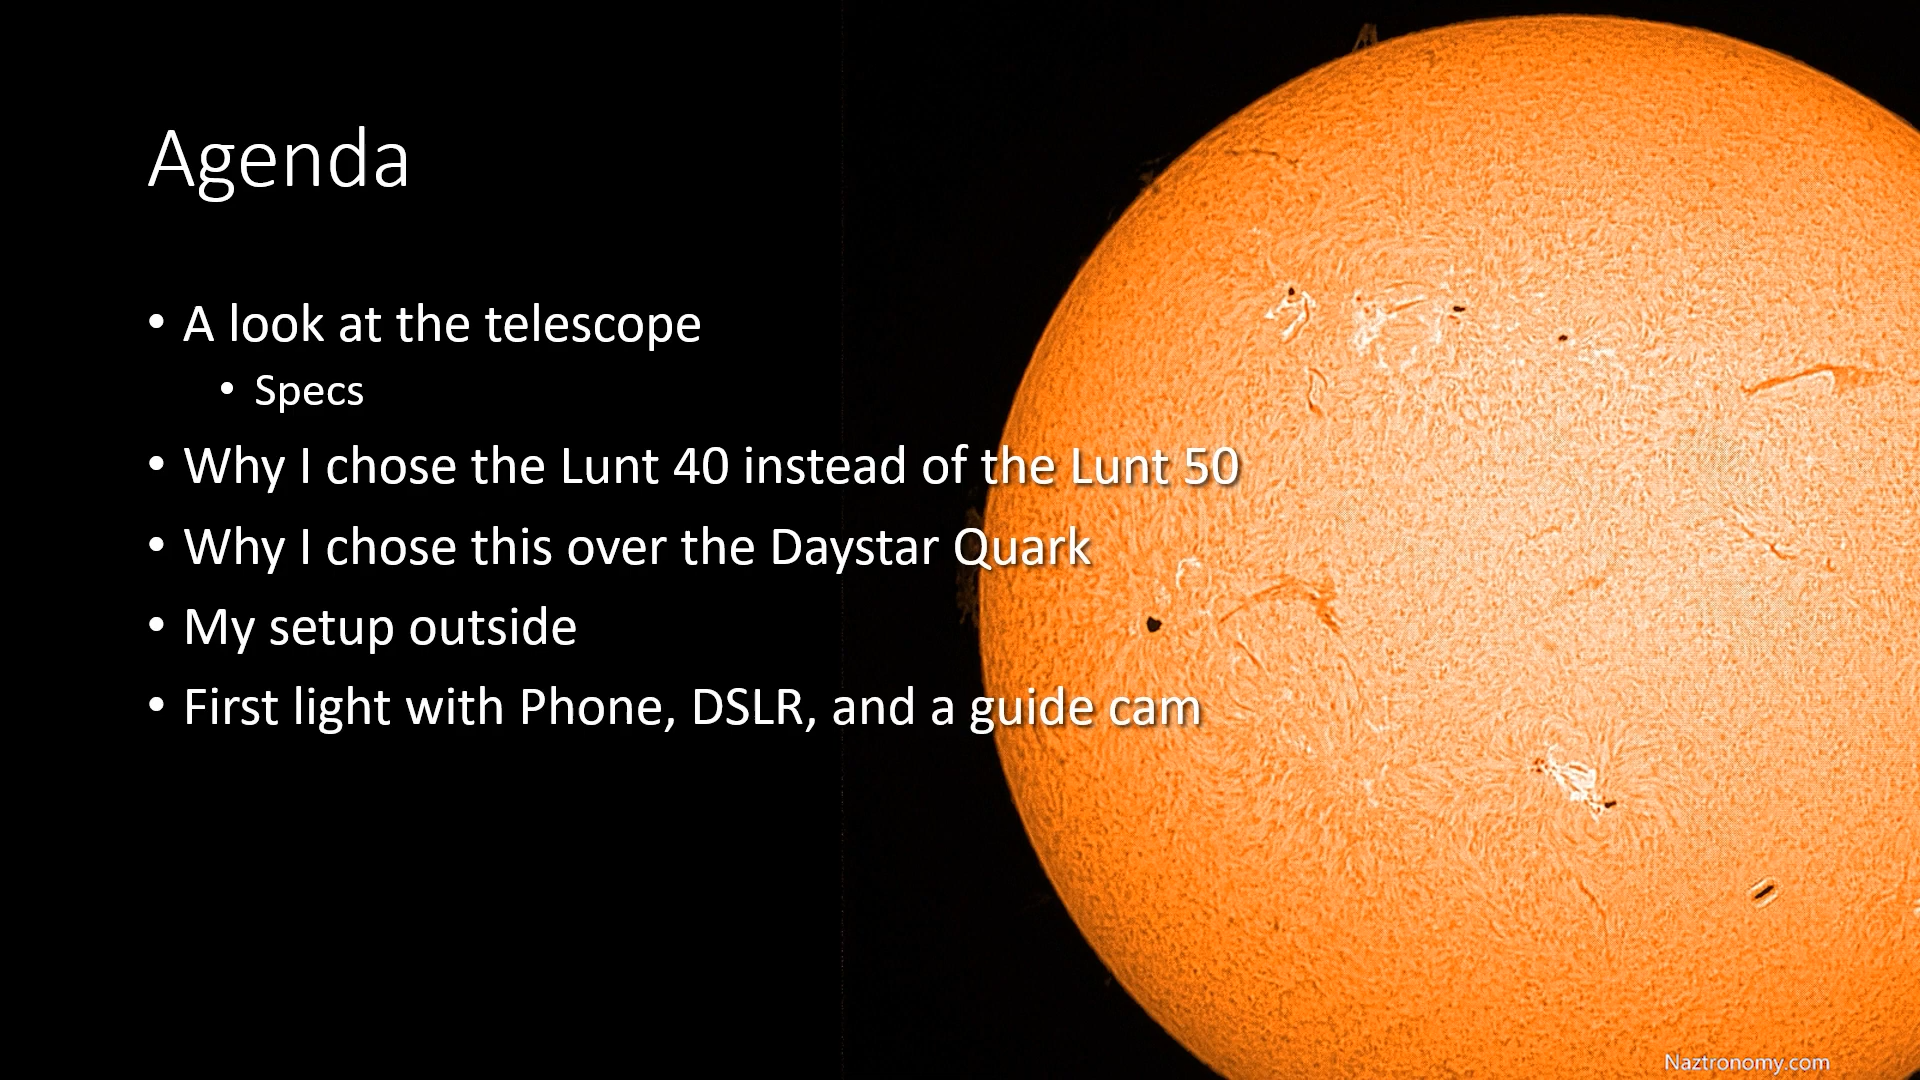 Agenda
• A look at the telescope
• Specs
• Why I chose the Lunt 40 instead of the Lunt 50
• Why I chose this over the Daystar Quark
• My setup outside
• First light with Phone, DSLR, and a guide cam
Naztronomy.com